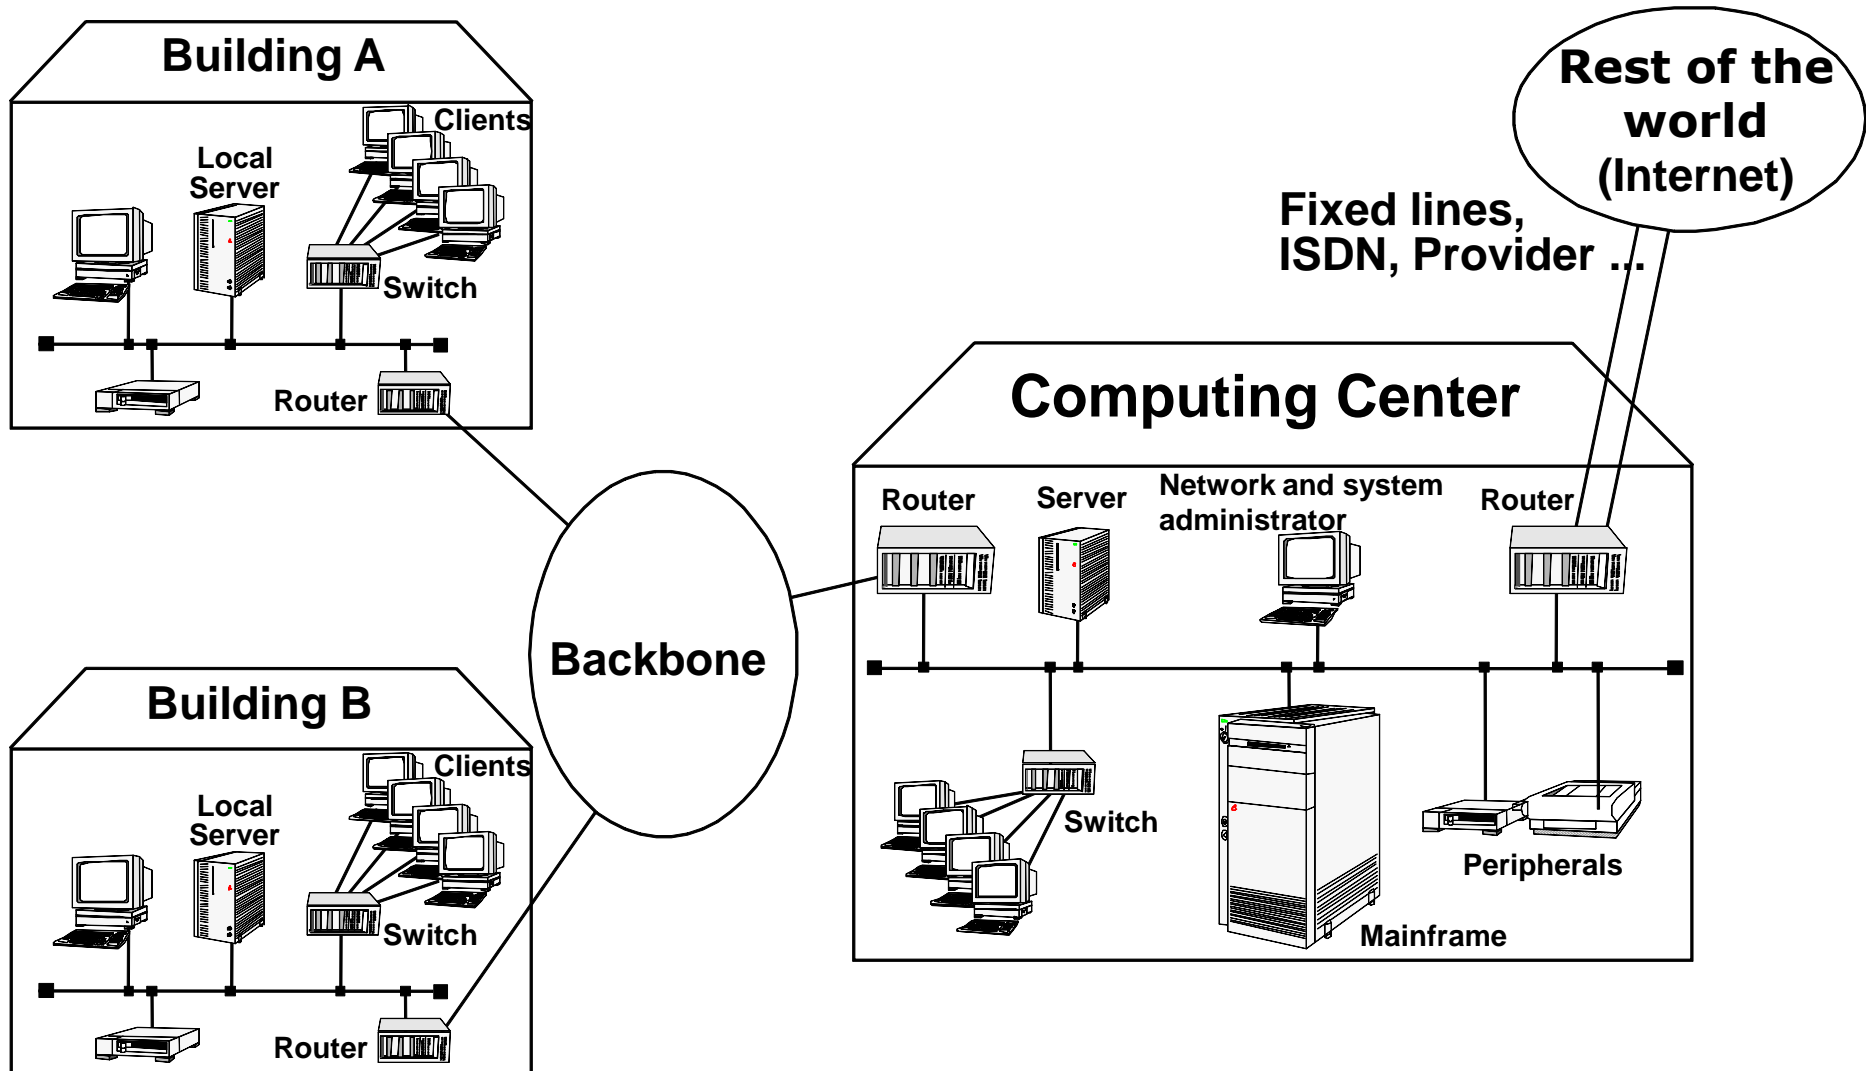 Building A
Clients
Local
Server
Switch
Router
Rest of the
world
(Internet)
Fixed lines,
ISDN, Provider ...
Computing Center
Router
Server
Network and system
administrator
Router
Backbone
Switch
Peripherals
Mainframe
Building B
Clients
Local
Server
Switch
Router